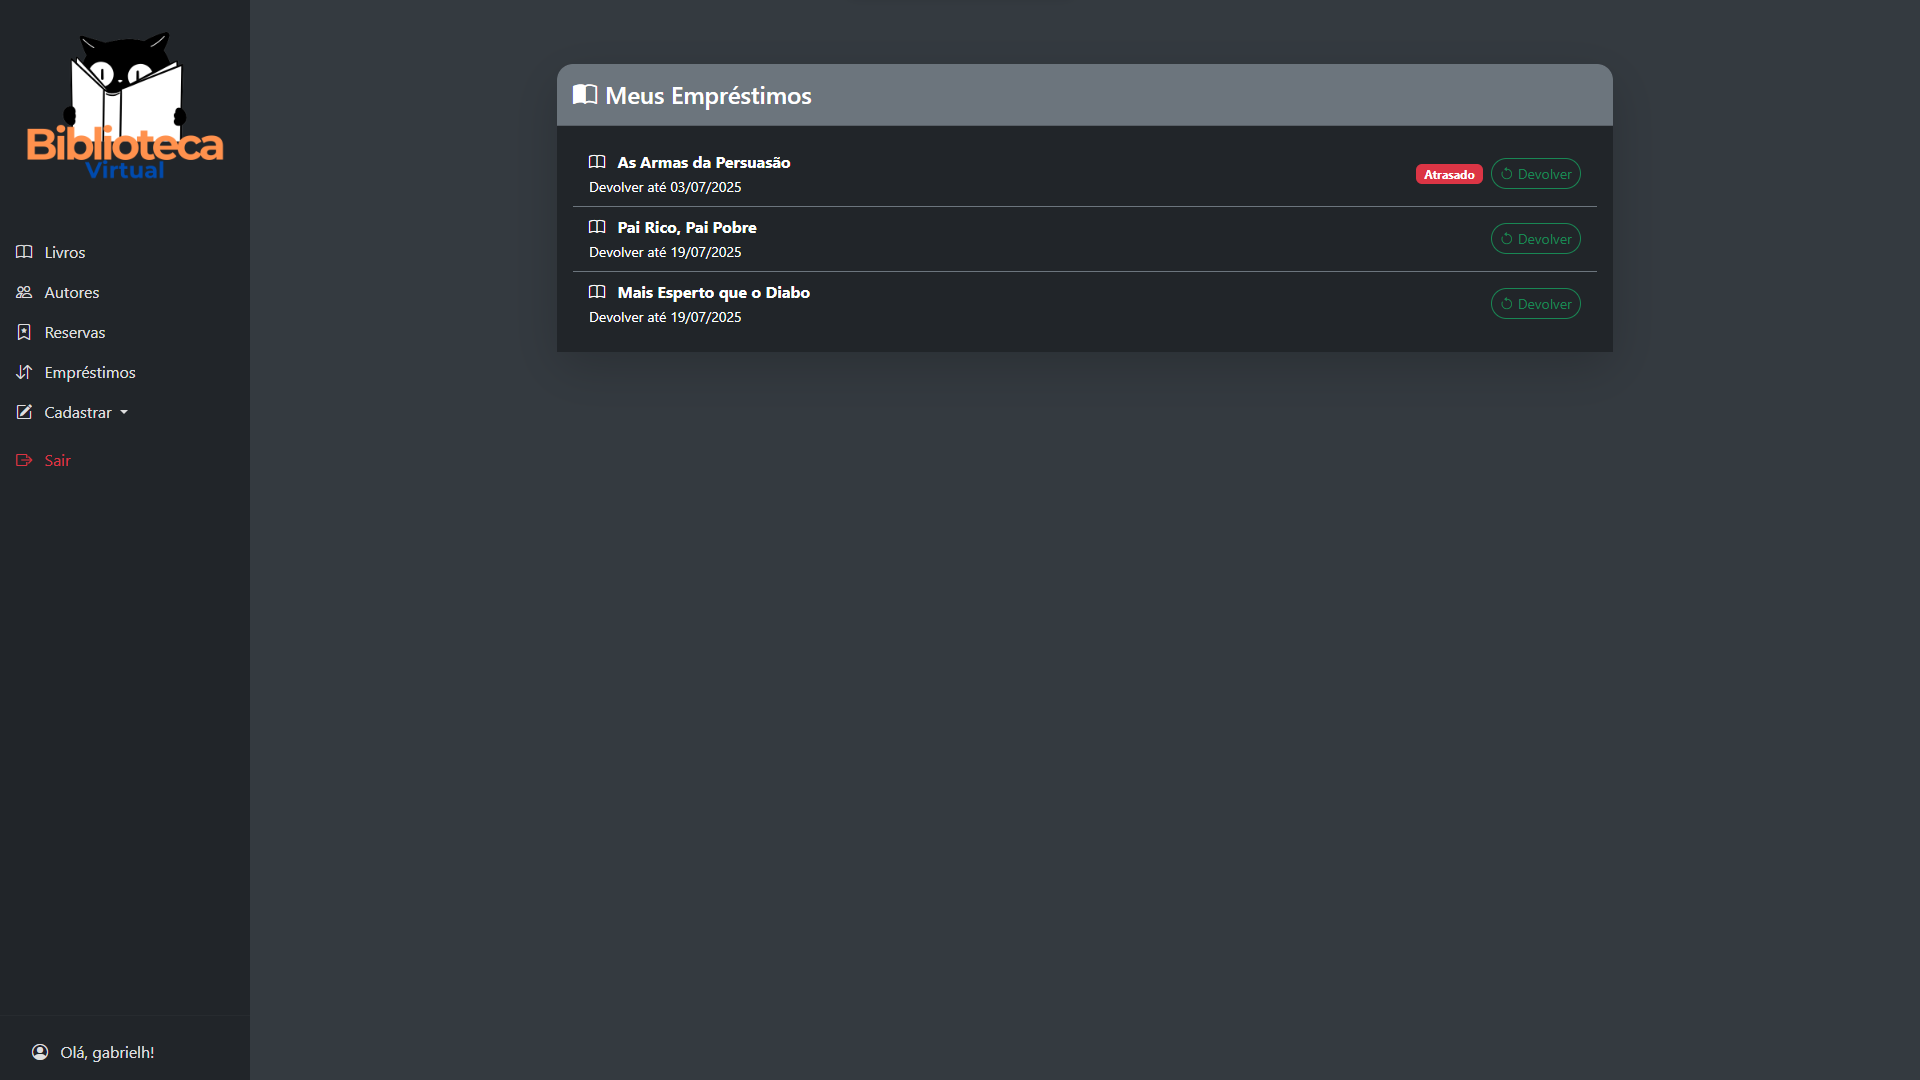 Biblioteca
Virtual
Livros
Autores
Reservas
Empréstimos
Cadastrar
Sair
Olá, gabrielh!
Meus Empréstimos
As Armas da Persuasão
Devolver até 03/07/2025
Atrasado
Devolver
Pai Rico, Pai Pobre
Devolver até 19/07/2025
Devolver
Mais Esperto que o Diabo
Devolver até 19/07/2025
Devolver